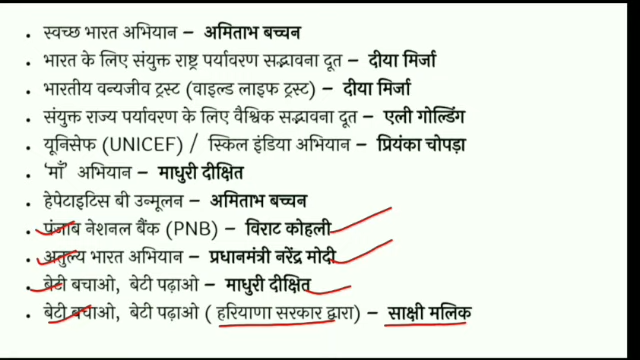 • स्वच्छ भारत अभियान – अमिताभ बच्चन
• भारत के लिए संयुक्त राष्ट्र पर्यावरण सद्भावना दूत – दीया मिर्जा
• भारतीय वन्यजीव ट्रस्ट (वाइल्ड लाइफ ट्रस्ट) – दीया मिर्जा
• संयुक्त राज्य पर्यावरण के लिए वैश्विक सद्भावना दूत – एली गोल्डिंग
• यूनिसेफ (UNICEF) / स्किल इंडिया अभियान – प्रियंका चोपड़ा
• 'माँ' अभियान – माधुरी दीक्षित
• हेपेटाइटिस बी उन्मूलन – अमिताभ बच्चन
• पंजाब नेशनल बैंक (PNB) – विराट कोहली
• अतुल्य भारत अभियान – प्रधानमंत्री नरेंद्र मोदी
• बेटी बचाओ, बेटी पढ़ाओ – माधुरी दीक्षित
• बेटी बचाओ, बेटी पढ़ाओ ( हरियाणा सरकार द्वारा) – साक्षी मलिक